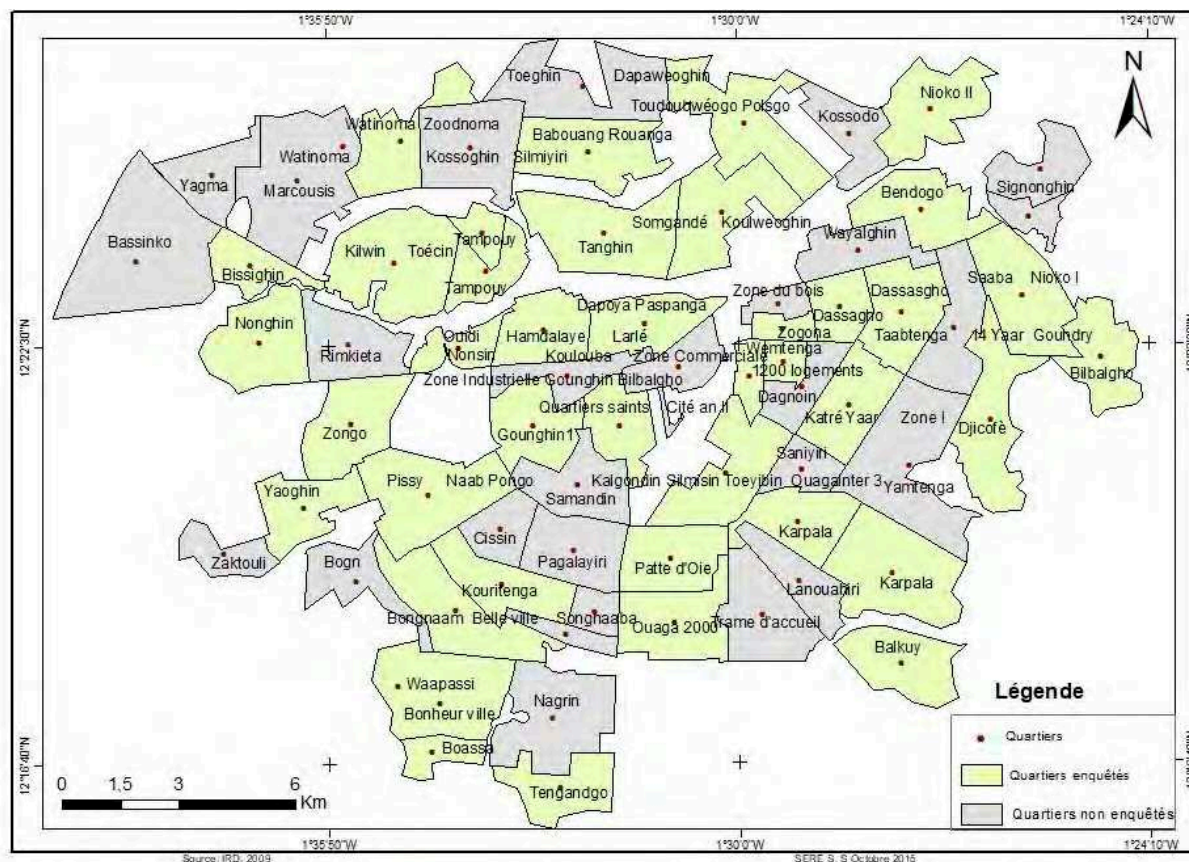 1°35'50"W 1°30'0"W 1°24'10"W
N
Toeghin Dapaweoghin
Nioko II
Toudoubwéogo Polsgo
Watinoma Zoodnoma Kossodo
Babouang Rouanga
Watinoma Kossoghin Silmiyiri
Yagma Marcousis Signonghin
Bendogo
Somgandé Koulweoghin
Bassinko Kilwin Toécin Tampouy Tanghin Wayalghin
Bissighin Tampouy Saaba Nioko I
Zone du bois Dassasgho
Dapoya Paspanga Dassagho
Nonghin Ouidi Hamdalaye Larlé Zogona Taabtenga 14 Yaar Goundry
12°22'30"N
Rimkieta Nonsin Koulouba Zone Commerciale Wemtenga
1200 logements Bilbalgho
Zone Industrielle Gounghin Bilbalgho
Dagnoin
Quartiers saints Cité an II Katré Yaar Zone I Djicofè
Zongo Gounghin1
Saniyiri
Pissy Naab Pongo Kalgondin Silmisin Toeyibin Ouagainter 3
Yaoghin Samandin Yamtenga
Cissin Karpala
Zaktouli Bogn Pagalayiri Patte d'Oie Karpala
Kouritenga Lanouahiri
Bongnaam Belle ville Songhaaba Ouaga 2000 Trame d'accueil
Balkuy
Waapassi Nagrin
Bonheur ville
Boassa
Tengandgo
12°16'40"N
0 1,5 3 6
Km
Légende
Quartiers
Quartiers enquêtés
Quartiers non enquêtés
1°35'50"W 1°30'0"W 1°24'10"W
Source: IRD, 2009 SERE S. S Octobre 2015